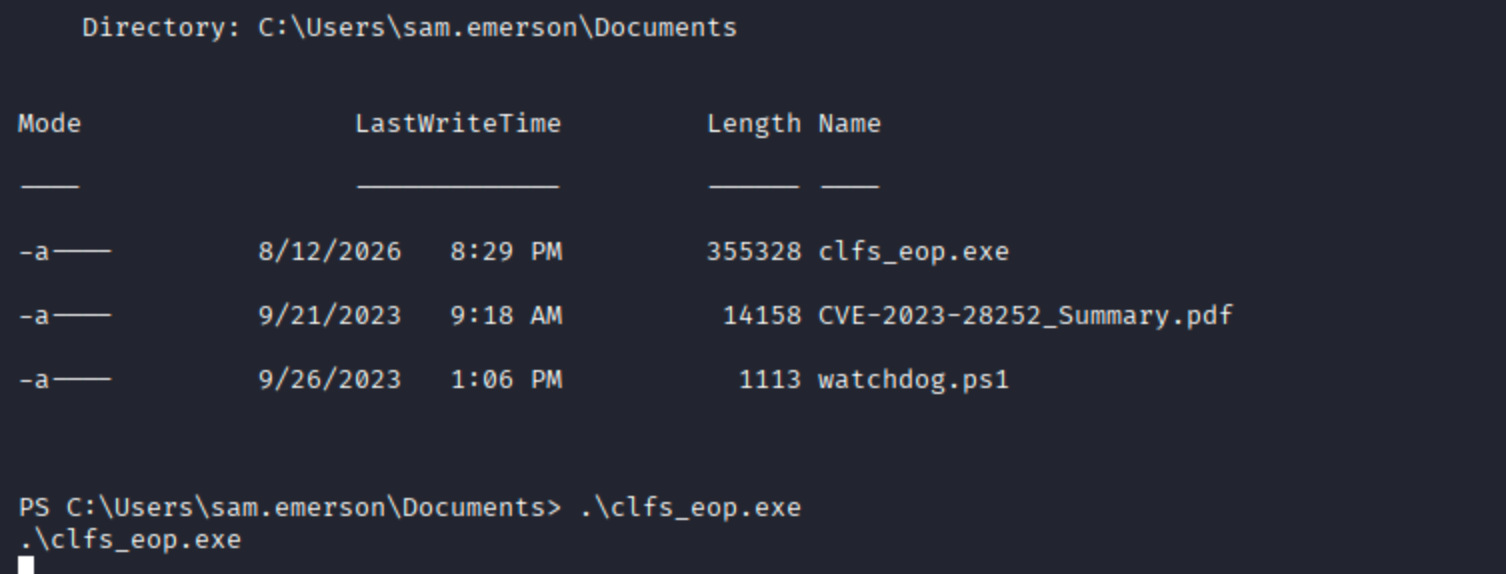 Directory: C:\Users\sam.emerson\Documents
Mode LastWriteTime Length Name
---- ------------- ------ ----
-a---- 8/12/2026 8:29 PM 355328 clfs_eop.exe
-a---- 9/21/2023 9:18 AM 14158 CVE-2023-28252_Summary.pdf
-a---- 9/26/2023 1:06 PM 1113 watchdog.ps1
PS C:\Users\sam.emerson\Documents> .\clfs_eop.exe
.\clfs_eop.exe